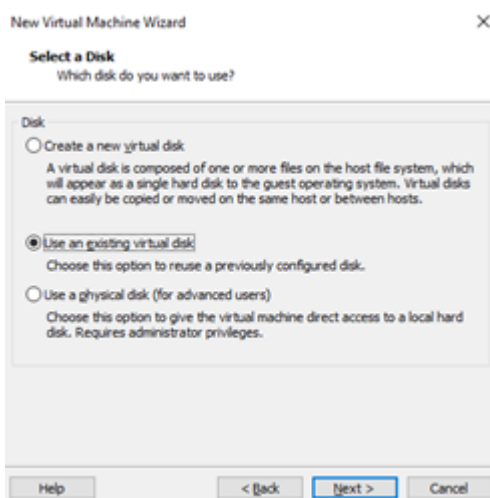 New Virtual Machine Wizard
Select a Disk
Which disk do you want to use?
Disk
Create a new virtual disk
A virtual disk is composed of one or more files on the host file system, which
will appear as a single hard disk to the guest operating system. Virtual disks
can easily be copied or moved on the same host or between hosts.
Use an existing virtual disk
Choose this option to reuse a previously configured disk.
Use a physical disk (for advanced users)
Choose this option to give the virtual machine direct access to a local hard
disk. Requires administrator privileges.
Help < Back Next > Cancel